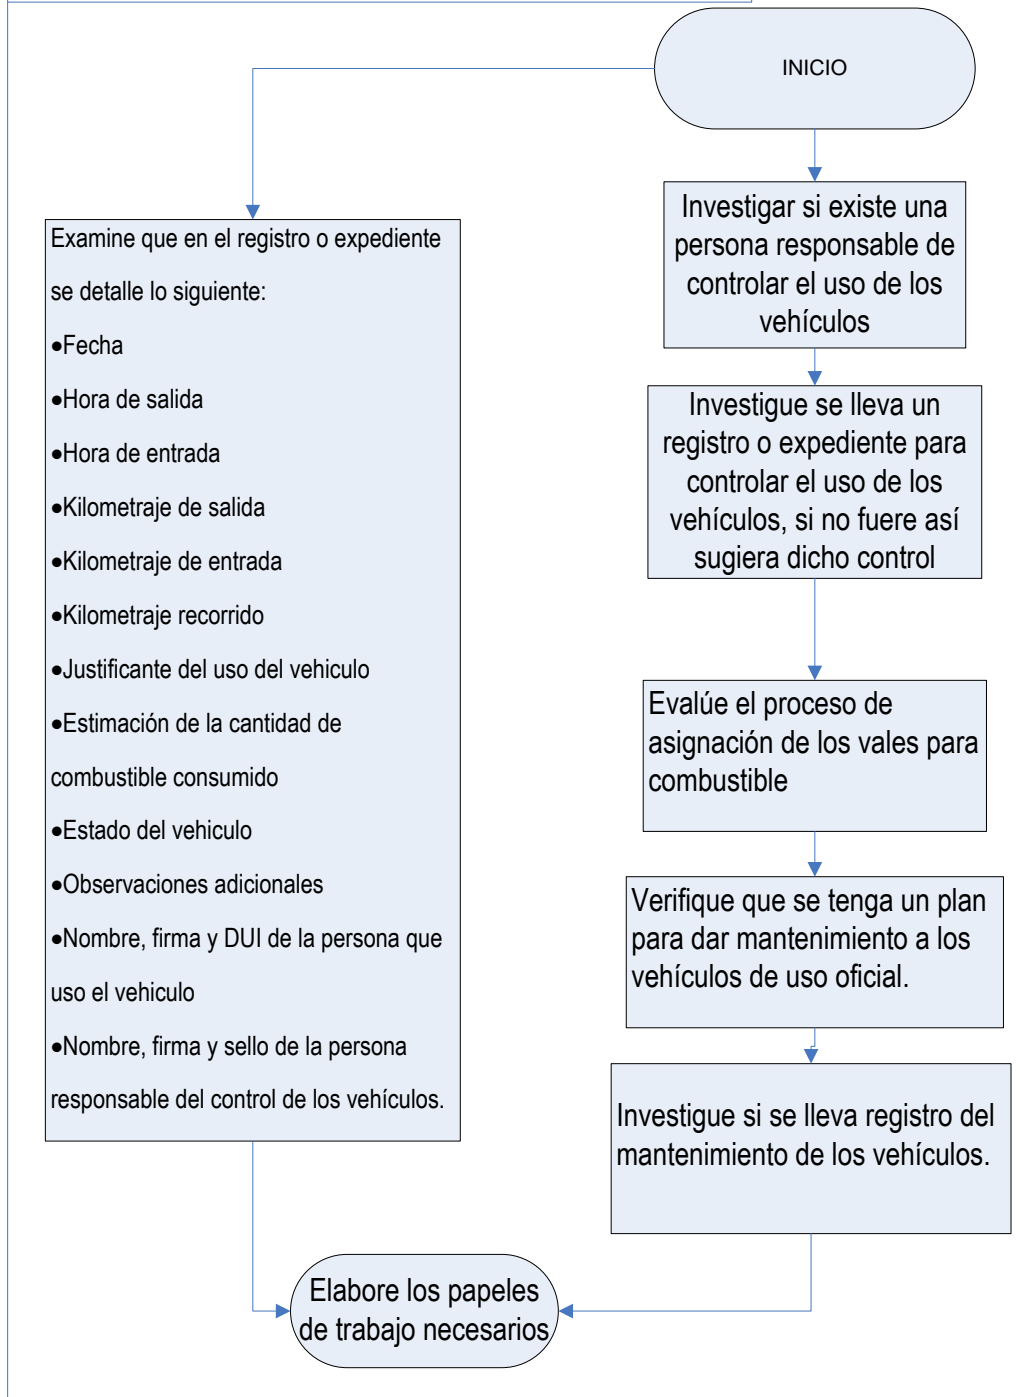 INICIO
Investigar si existe una
persona responsable de
controlar el uso de los
vehículos
Investigue se lleva un
registro o expediente para
controlar el uso de los
vehículos, si no fuere así
sugiera dicho control
Evalúe el proceso de
asignación de los vales para
combustible
Verifique que se tenga un plan
para dar mantenimiento a los
vehículos de uso oficial.
Investigue si se lleva registro del
mantenimiento de los vehículos.
Examine que en el registro o expediente
se detalle lo siguiente:
•Fecha
•Hora de salida
•Hora de entrada
•Kilometraje de salida
•Kilometraje de entrada
•Kilometraje recorrido
•Justificante del uso del vehiculo
•Estimación de la cantidad de
combustible consumido
•Estado del vehiculo
•Observaciones adicionales
•Nombre, firma y DUI de la persona que
uso el vehiculo
•Nombre, firma y sello de la persona
responsable del control de los vehículos.
Elabore los papeles
de trabajo necesarios